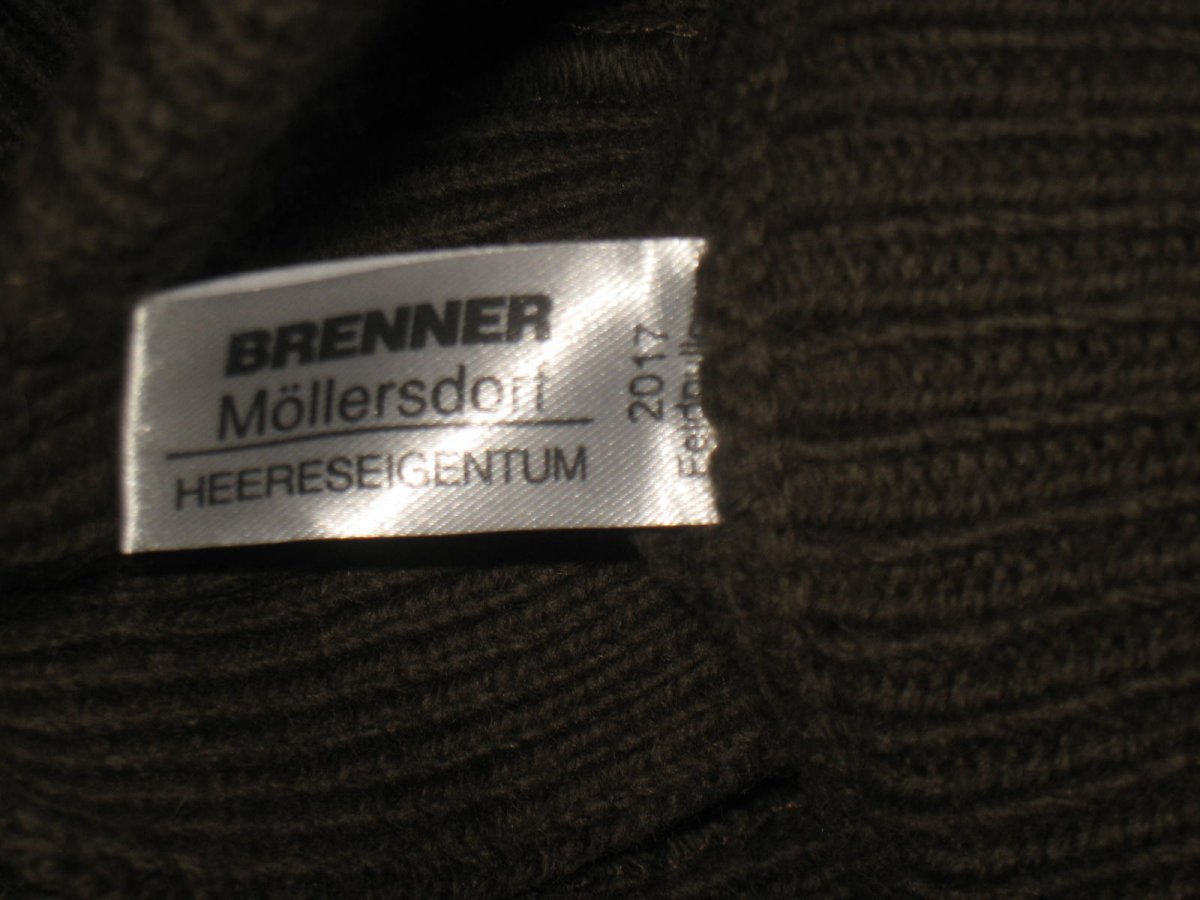 BRENNER
Möllersdorf
HEERESEIGENTUM
2017